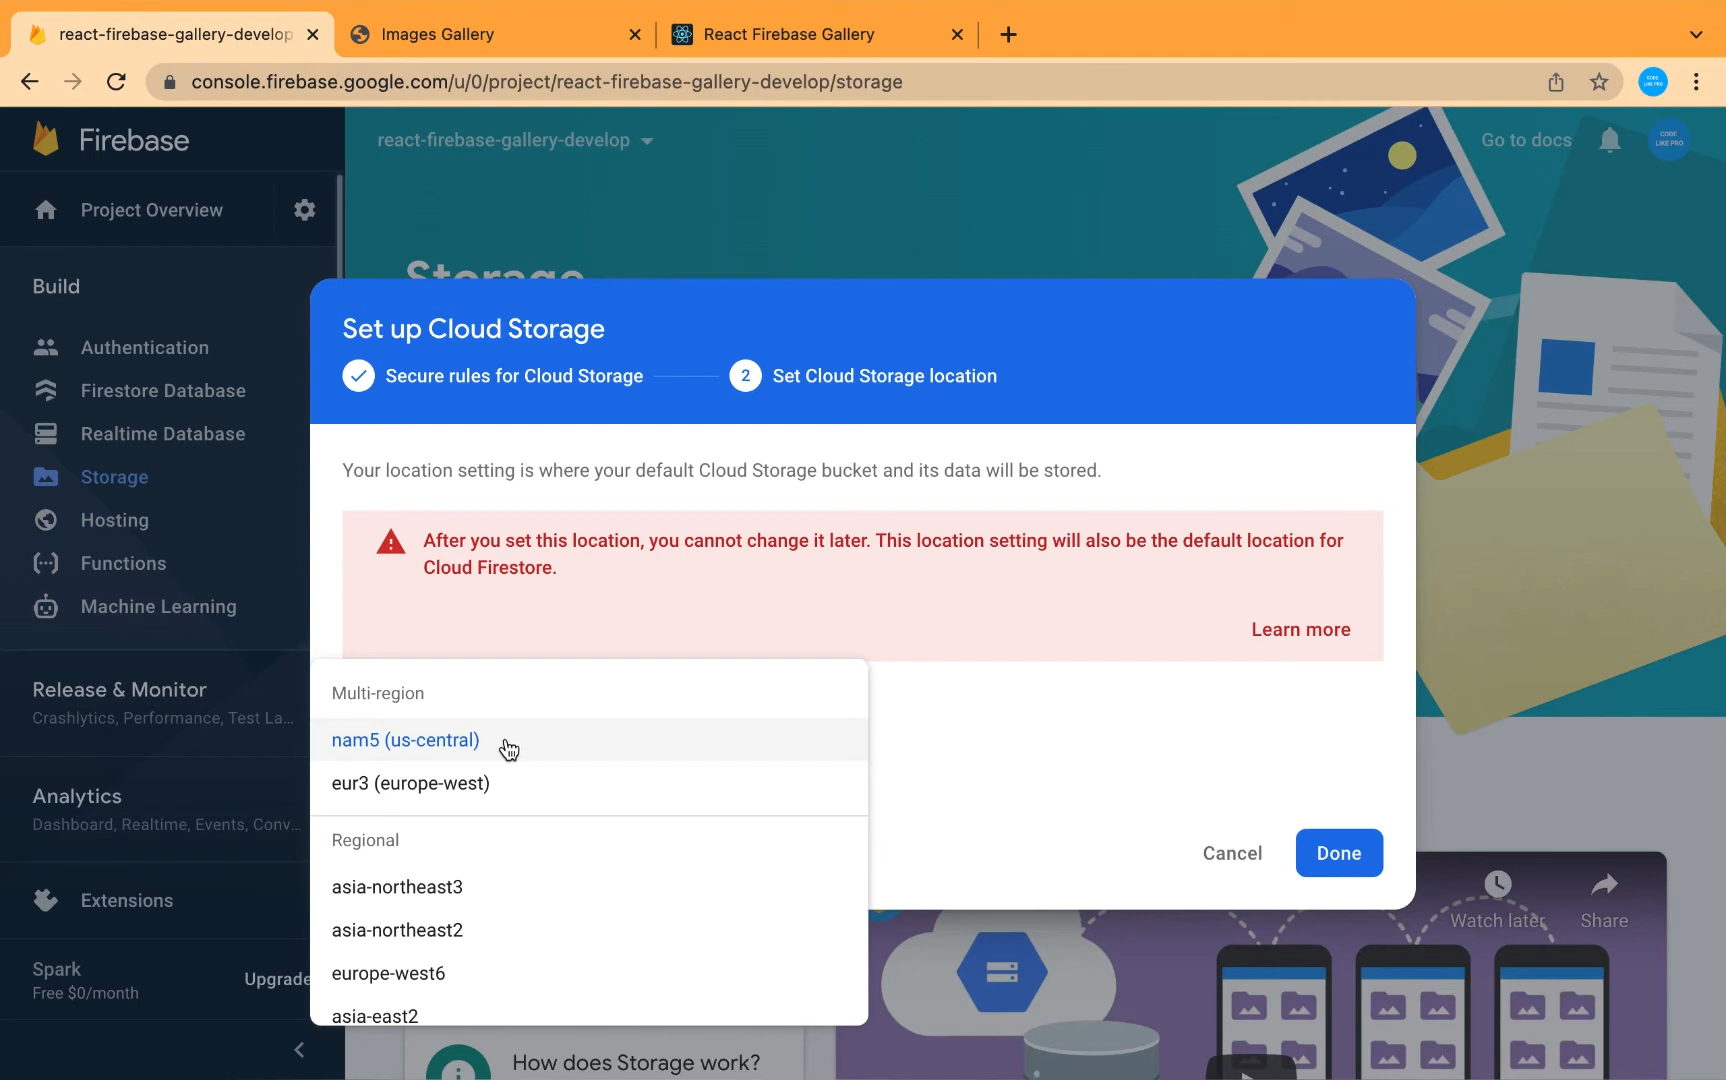 react-firebase-gallery-develop
Images Gallery
React Firebase Gallery
console.firebase.google.com/u/0/project/react-firebase-gallery-develop/storage
CODE
LIKE PRO
Firebase
react-firebase-gallery-develop
Go to docs
CODE
LIKE PRO
Project Overview
Storage
Build
Authentication
Firestore Database
Realtime Database
Storage
Hosting
Functions
Machine Learning
Release & Monitor
Crashlytics, Performance, Test La...
Analytics
Dashboard, Realtime, Events, Conv...
Extensions
Spark
Free $0/month
Upgrade
Set up Cloud Storage
Secure rules for Cloud Storage
2 Set Cloud Storage location
Your location setting is where your default Cloud Storage bucket and its data will be stored.
After you set this location, you cannot change it later. This location setting will also be the default location for
Cloud Firestore.
Learn more
Multi-region
nam5 (us-central)
eur3 (europe-west)
Regional
asia-northeast3
asia-northeast2
europe-west6
asia-east2
Cancel
Done
Watch later
Share
How does Storage work?